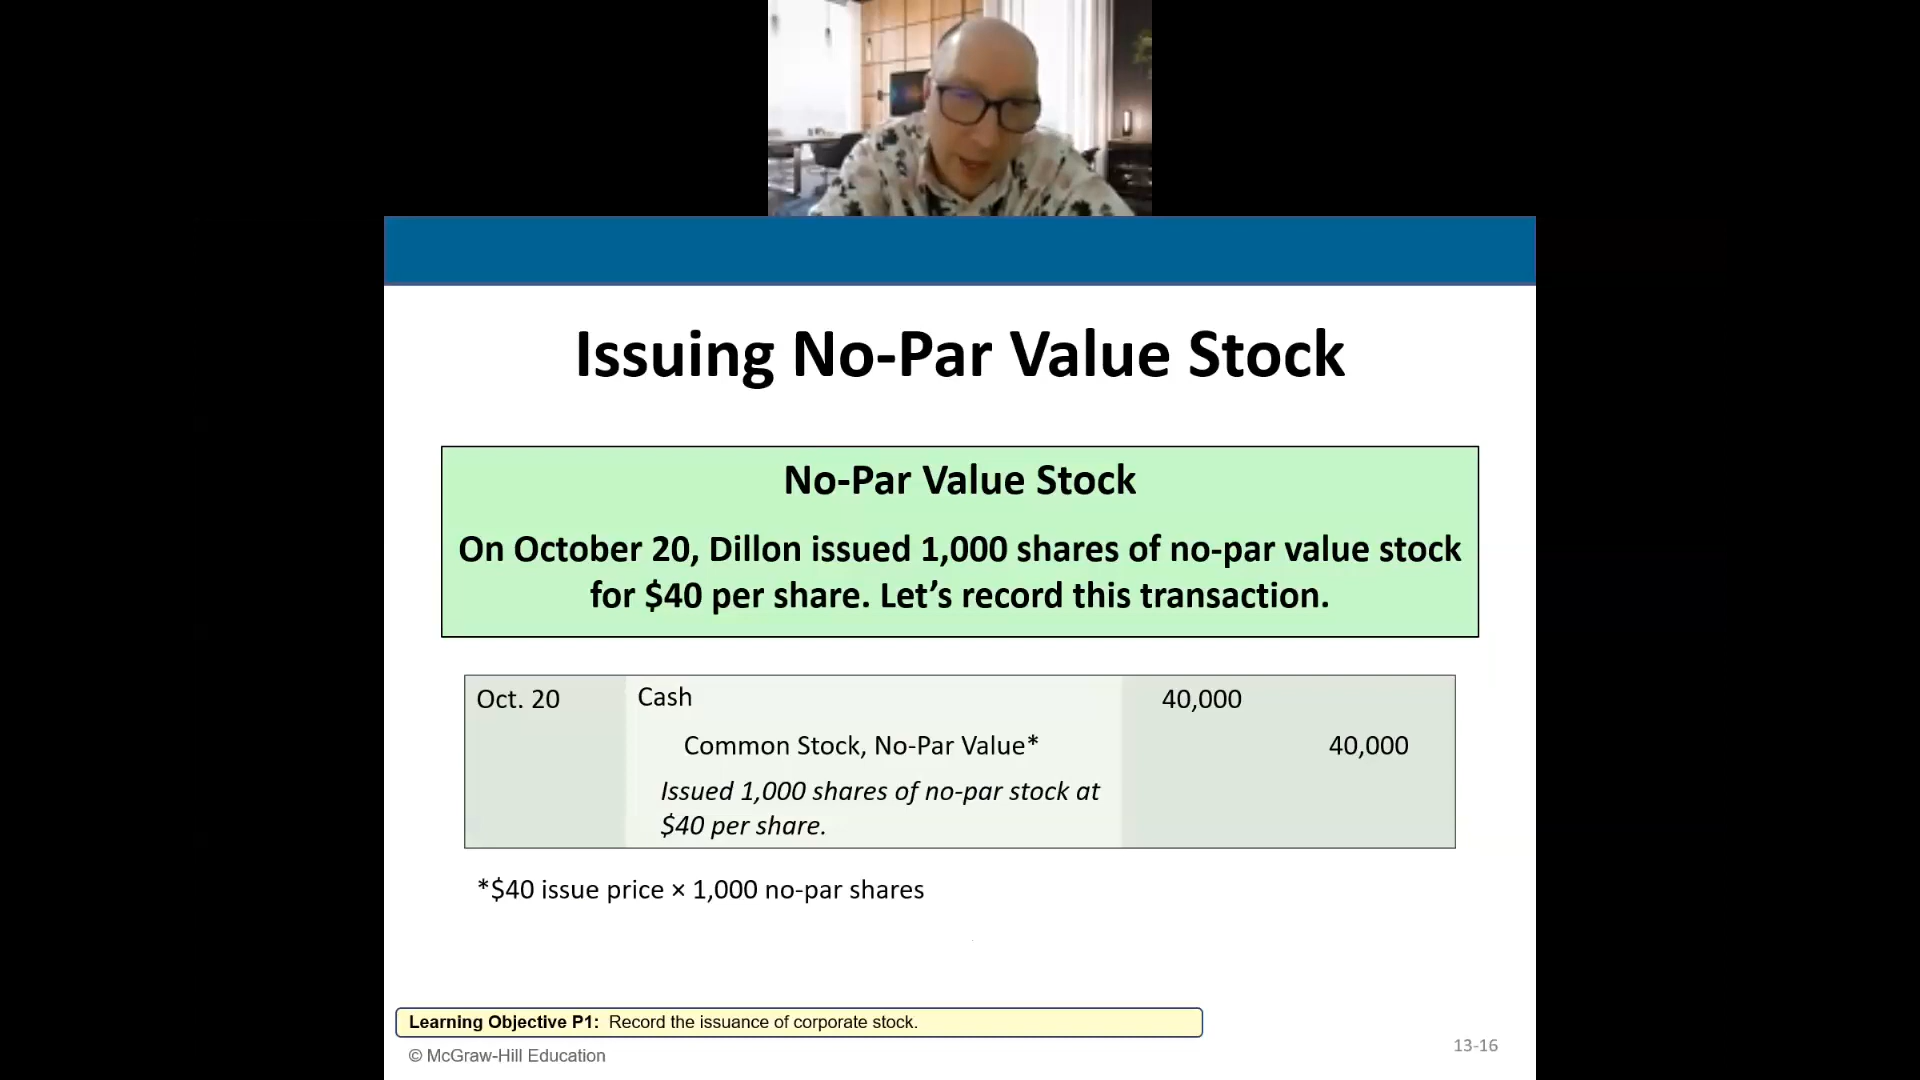 Issuing No-Par Value Stock
No-Par Value Stock
On October 20, Dillon issued 1,000 shares of no-par value stock
for $40 per share. Let’s record this transaction.
Oct. 20 Cash 40,000
Common Stock, No-Par Value* 40,000
Issued 1,000 shares of no-par stock at
$40 per share.
*$40 issue price × 1,000 no-par shares
Learning Objective P1: Record the issuance of corporate stock.
© McGraw-Hill Education
13-16